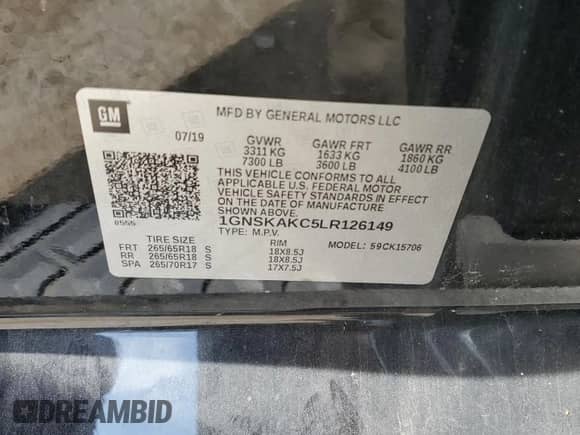 GM
MFD BY GENERAL MOTORS LLC
07/19
GVWR GAWR FRT GAWR RR
3311 KG 1633 KG 1860 KG
7300 LB 3600 LB 4100 LB
THIS VEHICLE CONFORMS TO ALL
APPLICABLE U.S. FEDERAL MOTOR
VEHICLE SAFETY STANDARDS IN EFFECT
ON THE DATE OF MANUFACTURE
SHOWN ABOVE.
1GNSKAKC5LR126149
TYPE: M.P.V. MODEL: 59CK15706
TIRE SIZE RIM
FRT 265/65R18 S 18X8.5J
RR 265/65R18 S 18X8.5J
SPA 265/70R17 S 17X7.5J
DREAMBID